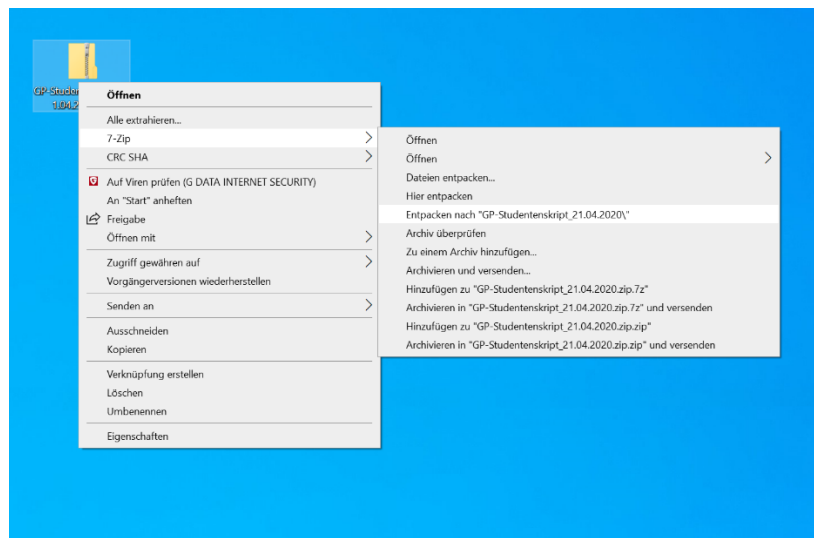 GP-Studen
1.04.2
Öffnen
Alle extrahieren...
7-Zip
CRC SHA
Auf Viren prüfen (G DATA INTERNET SECURITY)
An "Start" anheften
Freigabe
Öffnen mit
Zugriff gewähren auf
Vorgängerversionen wiederherstellen
Senden an
Ausschneiden
Kopieren
Verknüpfung erstellen
Löschen
Umbenennen
Eigenschaften
Öffnen
Öffnen
Dateien entpacken...
Hier entpacken
Entpacken nach "GP-Studentenskript_21.04.2020\"
Archiv überprüfen
Zu einem Archiv hinzufügen...
Archivieren und versenden...
Hinzufügen zu "GP-Studentenskript_21.04.2020.zip.7z"
Archivieren in "GP-Studentenskript_21.04.2020.zip.7z" und versenden
Hinzufügen zu "GP-Studentenskript_21.04.2020.zip.zip"
Archivieren in "GP-Studentenskript_21.04.2020.zip.zip" und versenden